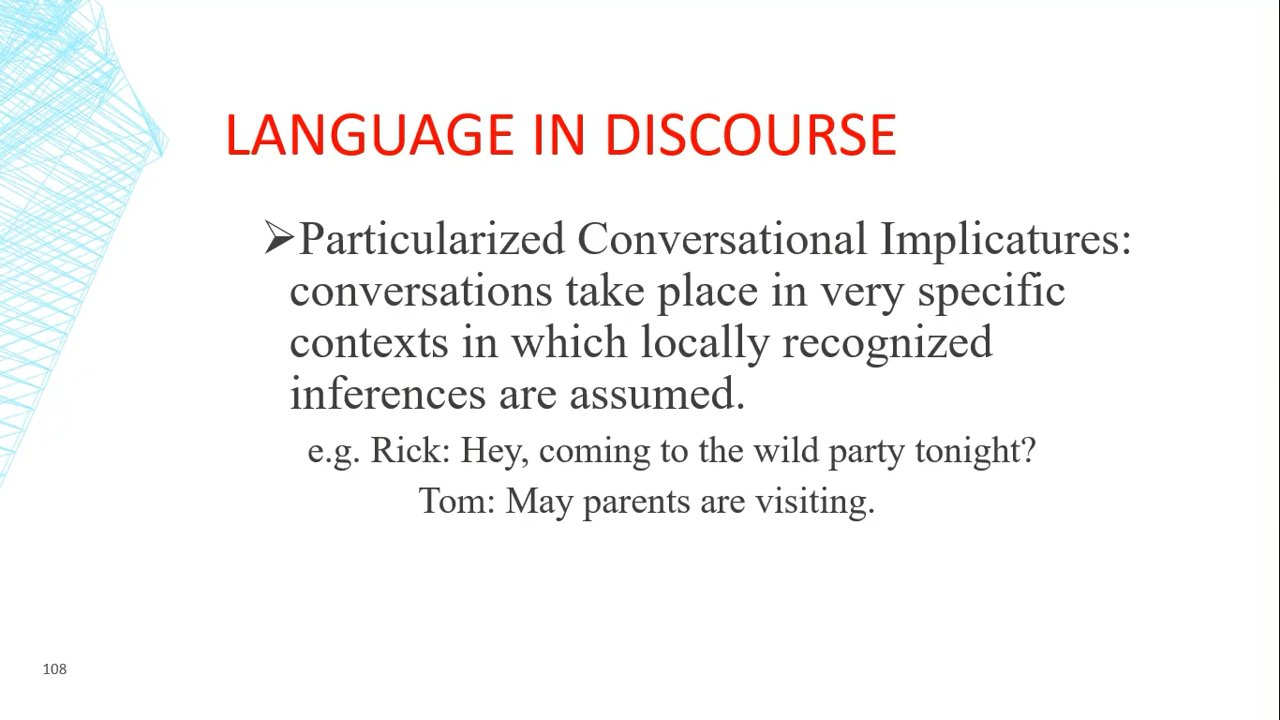 LANGUAGE IN DISCOURSE
➢Particularized Conversational Implicatures:
conversations take place in very specific
contexts in which locally recognized
inferences are assumed.
e.g. Rick: Hey, coming to the wild party tonight?
Tom: May parents are visiting.
108